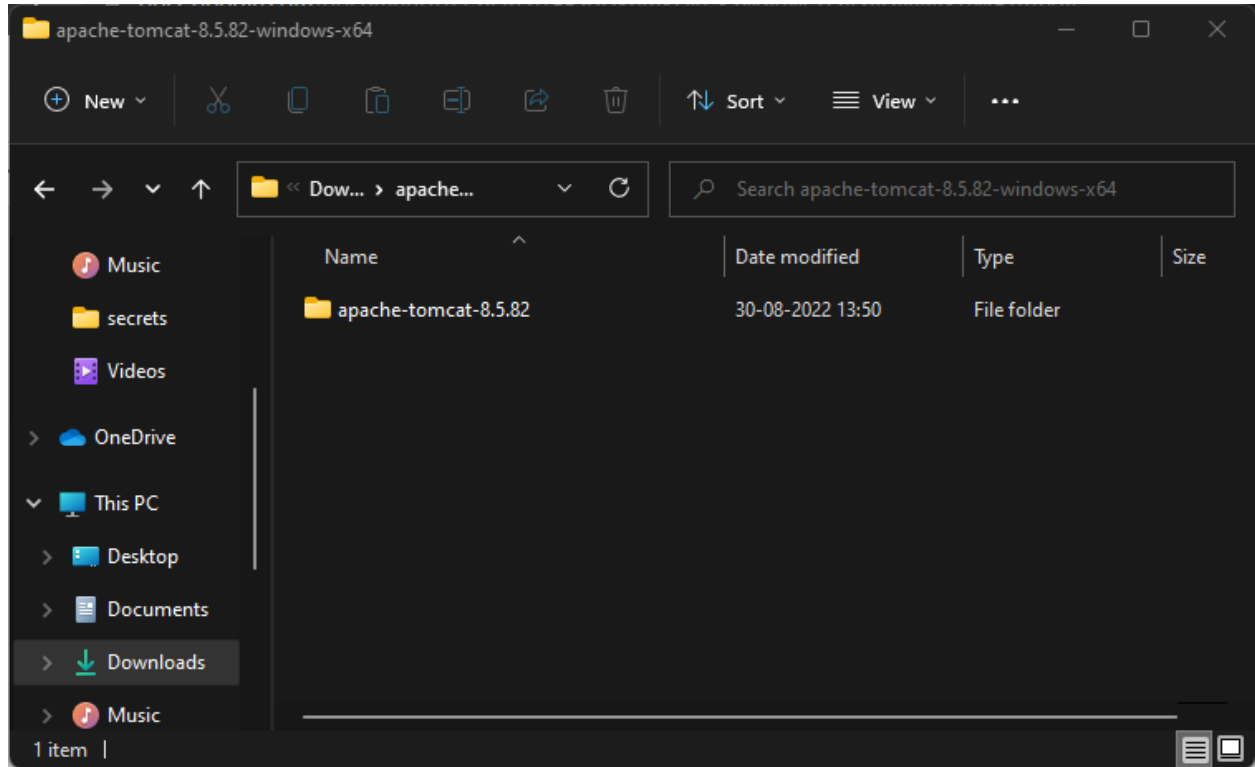 apache-tomcat-8.5.82-windows-x64
New Sort View
Dow... apache... Search apache-tomcat-8.5.82-windows-x64
Name Date modified Type Size
apache-tomcat-8.5.82 30-08-2022 13:50 File folder
Music
secrets
Videos
OneDrive
This PC
Desktop
Documents
Downloads
Music
1 item